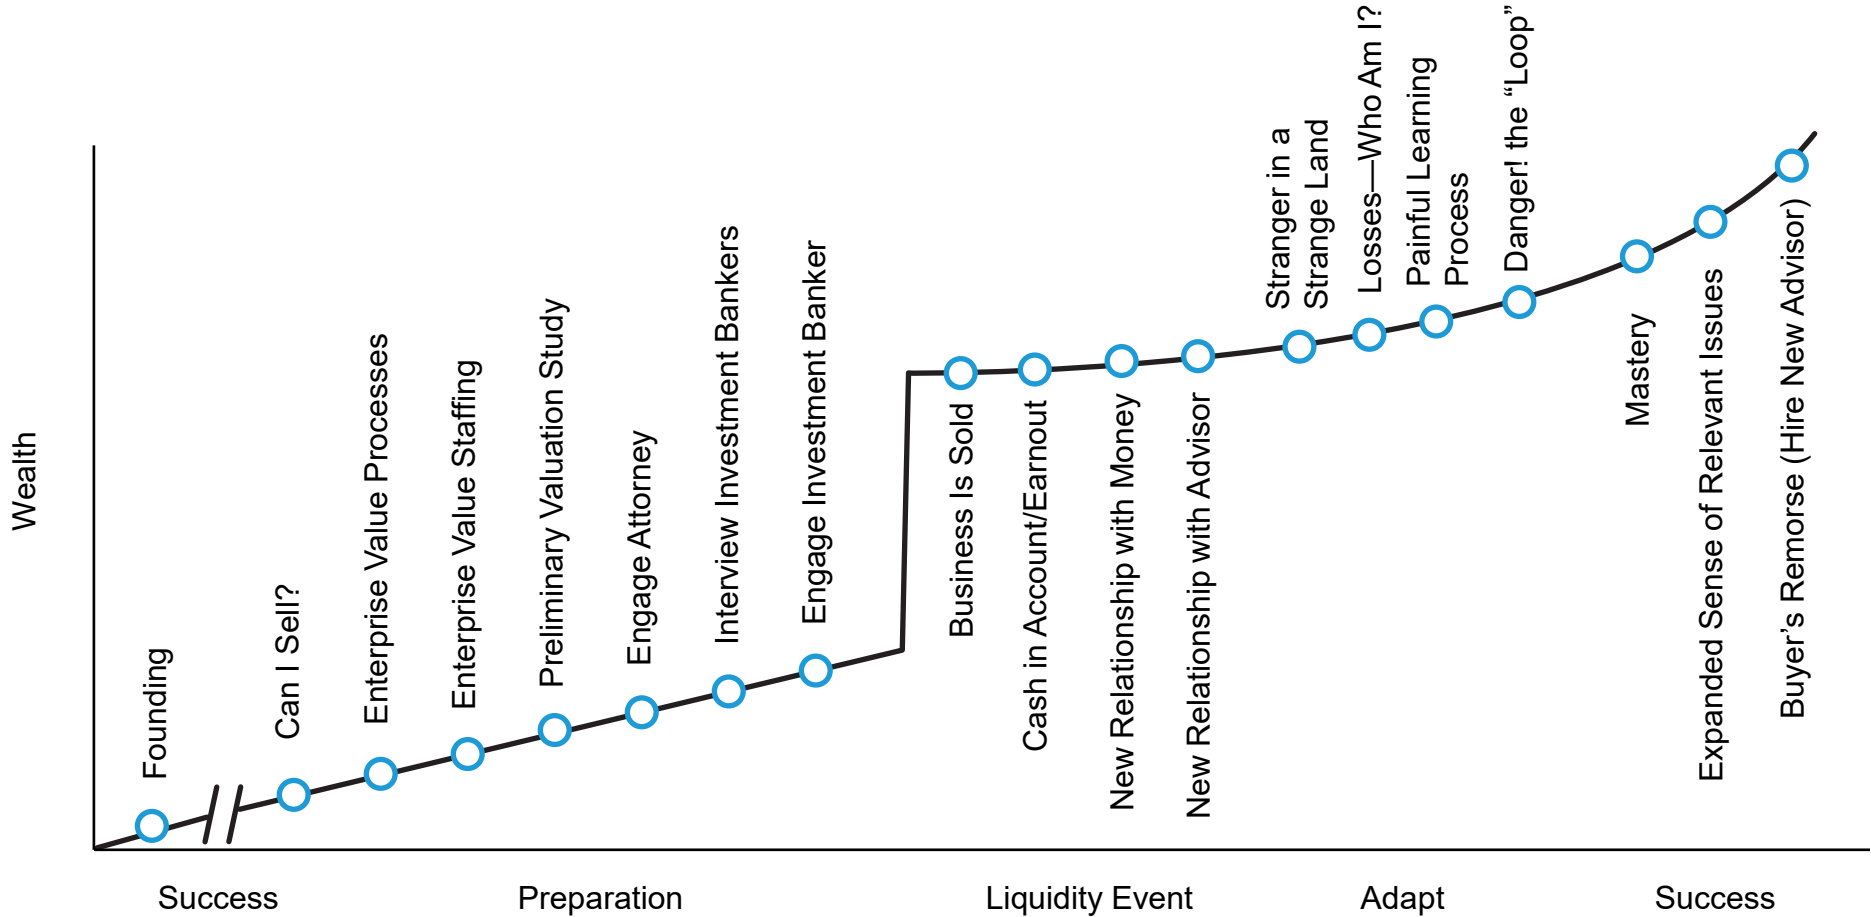 Wealth
Founding
Can I Sell?
Enterprise Value Processes
Enterprise Value Staffing
Preliminary Valuation Study
Engage Attorney
Interview Investment Bankers
Engage Investment Banker
Business Is Sold
Cash in Account/Earnout
New Relationship with Money
New Relationship with Advisor
Stranger in a
Strange Land
Losses—Who Am I?
Painful Learning
Process
Danger! the “Loop”
Mastery
Expanded Sense of Relevant Issues
Buyer’s Remorse (Hire New Advisor)
Success
Preparation
Liquidity Event
Adapt
Success